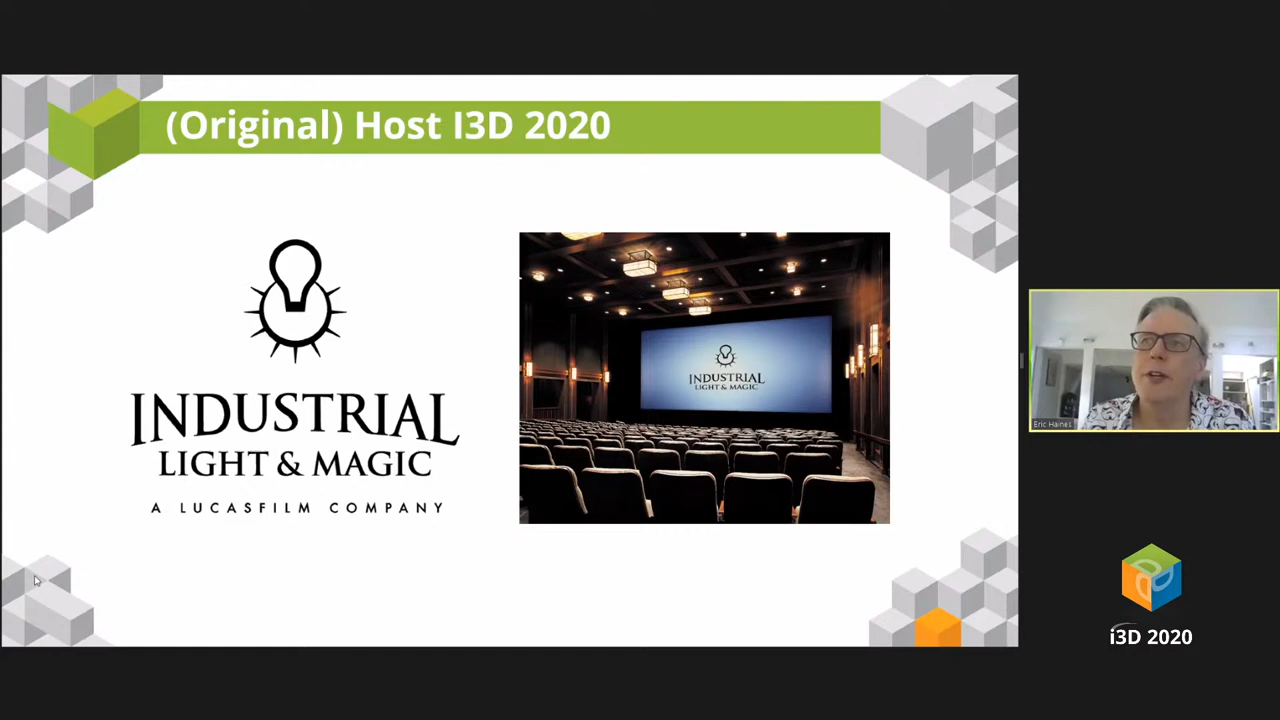 (Original) Host I3D 2020
INDUSTRIAL
LIGHT & MAGIC
A LUCASFILM COMPANY
INDUSTRIAL
LIGHT & MAGIC
Eric Haines
i3D 2020